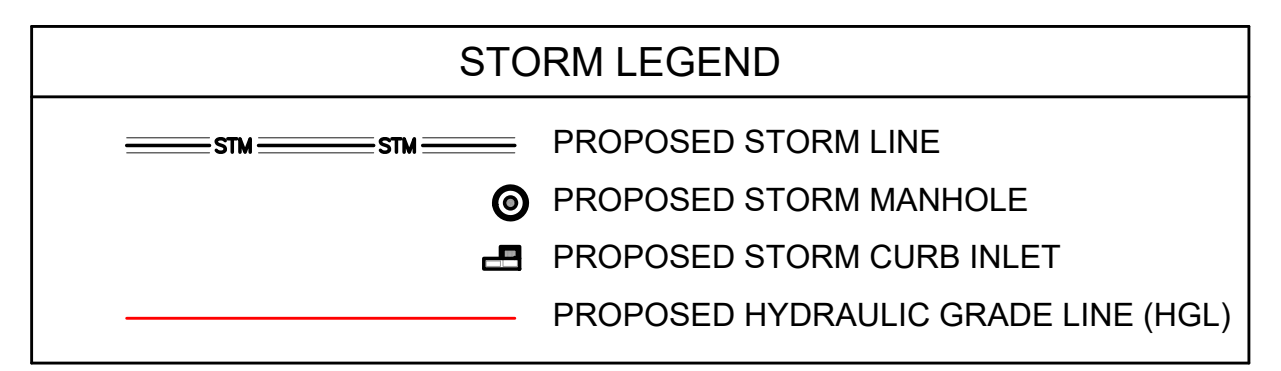 STORM LEGEND
STM STM PROPOSED STORM LINE
PROPOSED STORM MANHOLE
PROPOSED STORM CURB INLET
PROPOSED HYDRAULIC GRADE LINE (HGL)